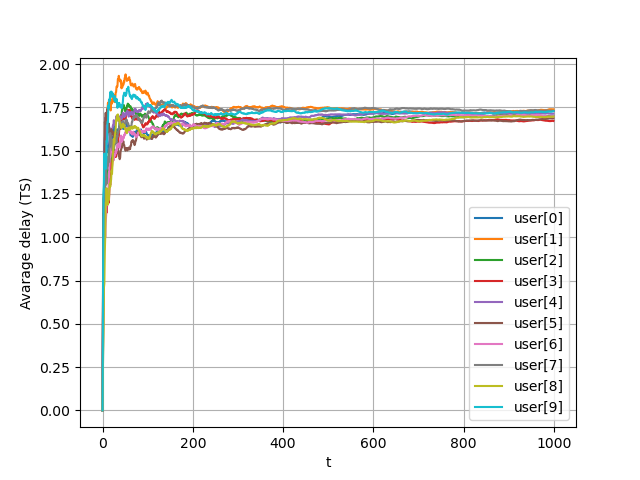 2.00
1.75
1.50
1.25
1.00
0.75
0.50
0.25
0.00
Avarage delay (TS)
0
200
400
600
800
1000
t
user[0]
user[1]
user[2]
user[3]
user[4]
user[5]
user[6]
user[7]
user[8]
user[9]